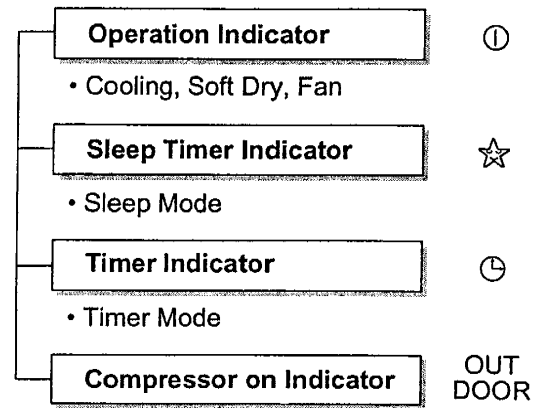 Operation Indicator
• Cooling, Soft Dry, Fan
Sleep Timer Indicator
• Sleep Mode
Timer Indicator
• Timer Mode
Compressor on Indicator
OUT
DOOR